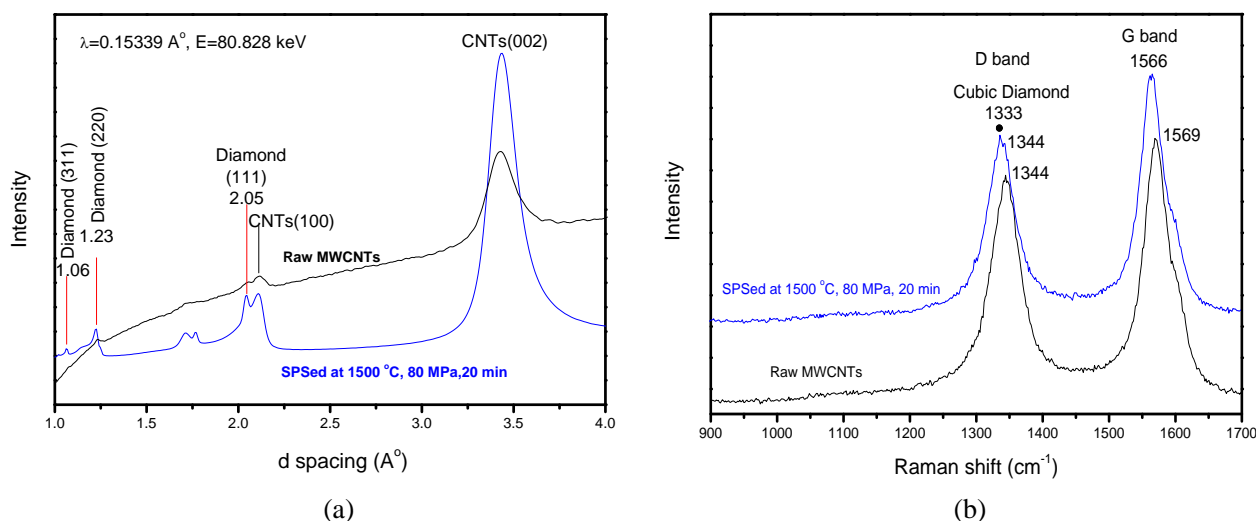 λ=0.15339 A°, E=80.828 keV
CNTs(002)
Diamond (311)
1.06
Diamond (220)
1.23
Diamond
(111)
2.05
CNTs(100)
Raw MWCNTs
SPSed at 1500 °C, 80 MPa,20 min
Intensity
1.0 1.5 2.0 2.5 3.0 3.5 4.0
d spacing (A°)
(a)
G band
1566
D band
Cubic Diamond
1333
1344
1344
1569
SPSed at 1500 °C, 80 MPa, 20 min
Raw MWCNTs
Intensity
900 1000 1100 1200 1300 1400 1500 1600 1700
Raman shift (cm⁻¹)
(b)